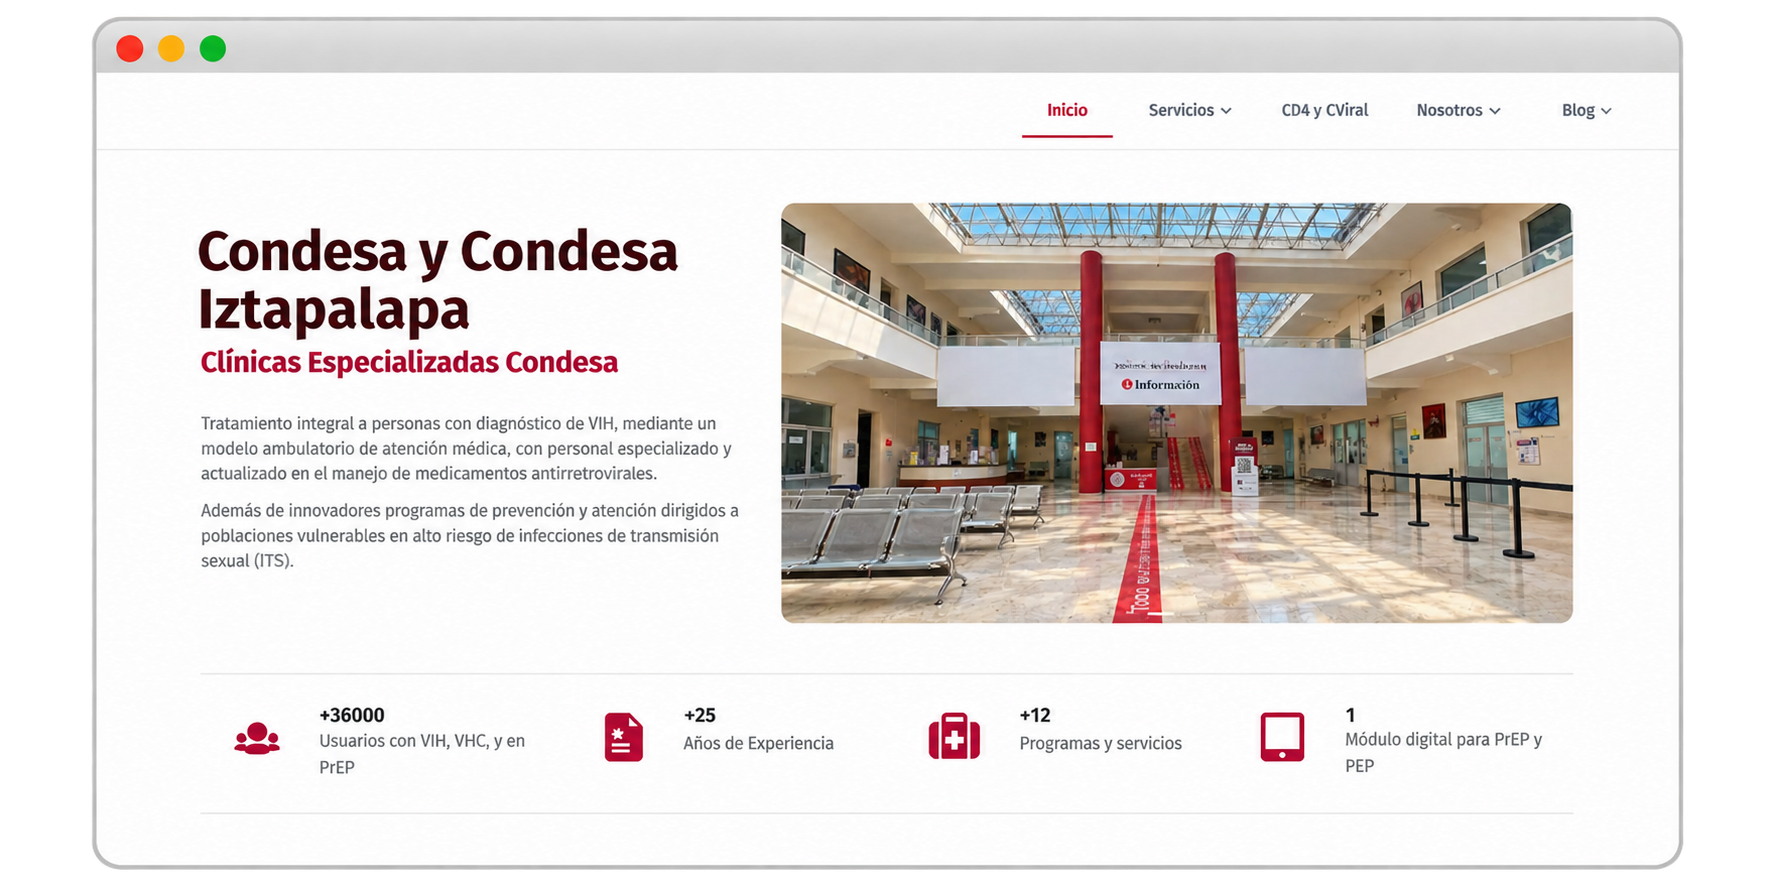 Inicio
Servicios
CD4 y CViral
Nosotros
Blog
Condesa y Condesa
Iztapalapa
Clínicas Especializadas Condesa
Tratamiento integral a personas con diagnóstico de VIH, mediante un
modelo ambulatorio de atención médica, con personal especializado y
actualizado en el manejo de medicamentos antirretrovirales.
Además de innovadores programas de prevención y atención dirigidos a
poblaciones vulnerables en alto riesgo de infecciones de transmisión
sexual (ITS).
Información
+36000
Usuarios con VIH, VHC, y en
PrEP
+25
Años de Experiencia
+12
Programas y servicios
1
Módulo digital para PrEP y
PEP